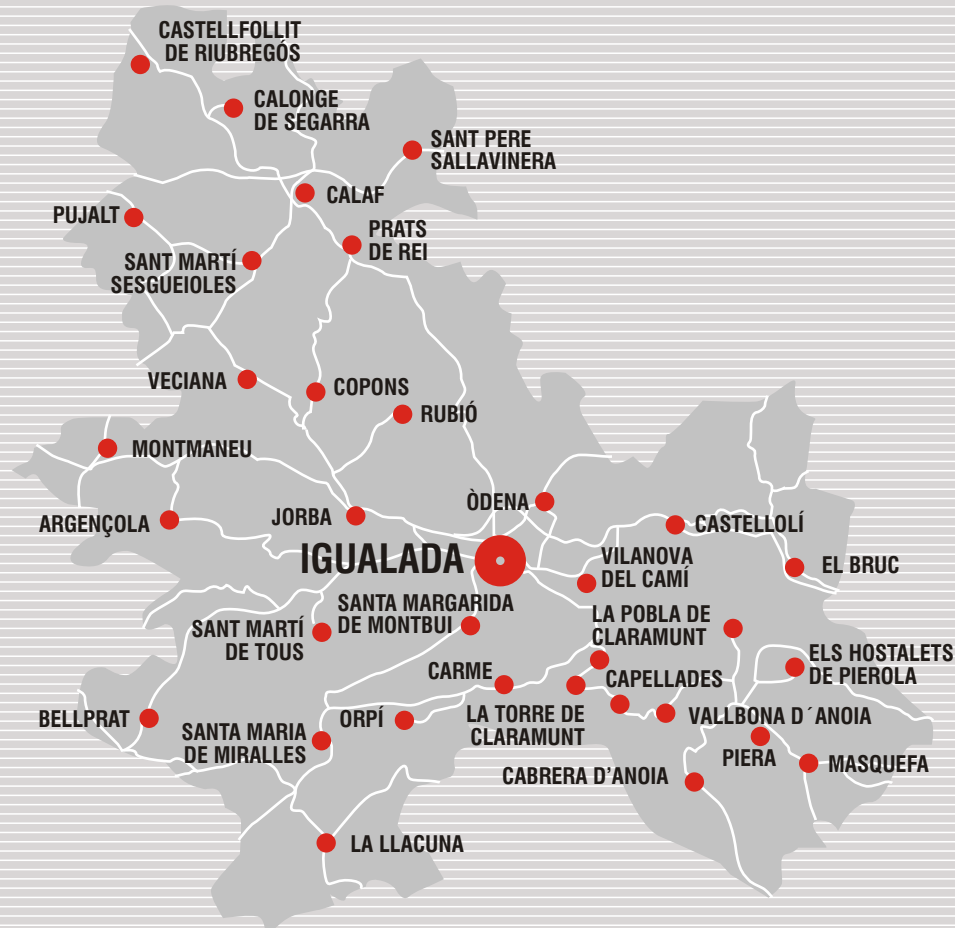 CASTELLFOLLIT
DE RIUBREGÓS
CALONGE
DE SEGARRA
SANT PERE
SALLAVINERA
CALAF
PUJALT
PRATS
DE REI
SANT MARTÍ
SESGUEIOLES
VECIANA
COPONS
RUBIÓ
MONTMANEU
ARGENÇOLA
JORBA
ÒDENA
CASTELLOLÍ
IGUALADA
VILANOVA
DEL CAMÍ
EL BRUC
SANTA MARGARIDA
DE MONTBUI
LA POBLA DE
CLARAMUNT
SANT MARTÍ
DE TOUS
ELS HOSTALETS
DE PIEROLA
CARME
CAPELLADES
BELLPRAT
ORPÍ
LA TORRE DE
CLARAMUNT
VALLBONA D´ANOIA
SANTA MARIA
DE MIRALLES
PIERA
MASQUEFA
CABRERA D'ANOIA
LA LLACUNA